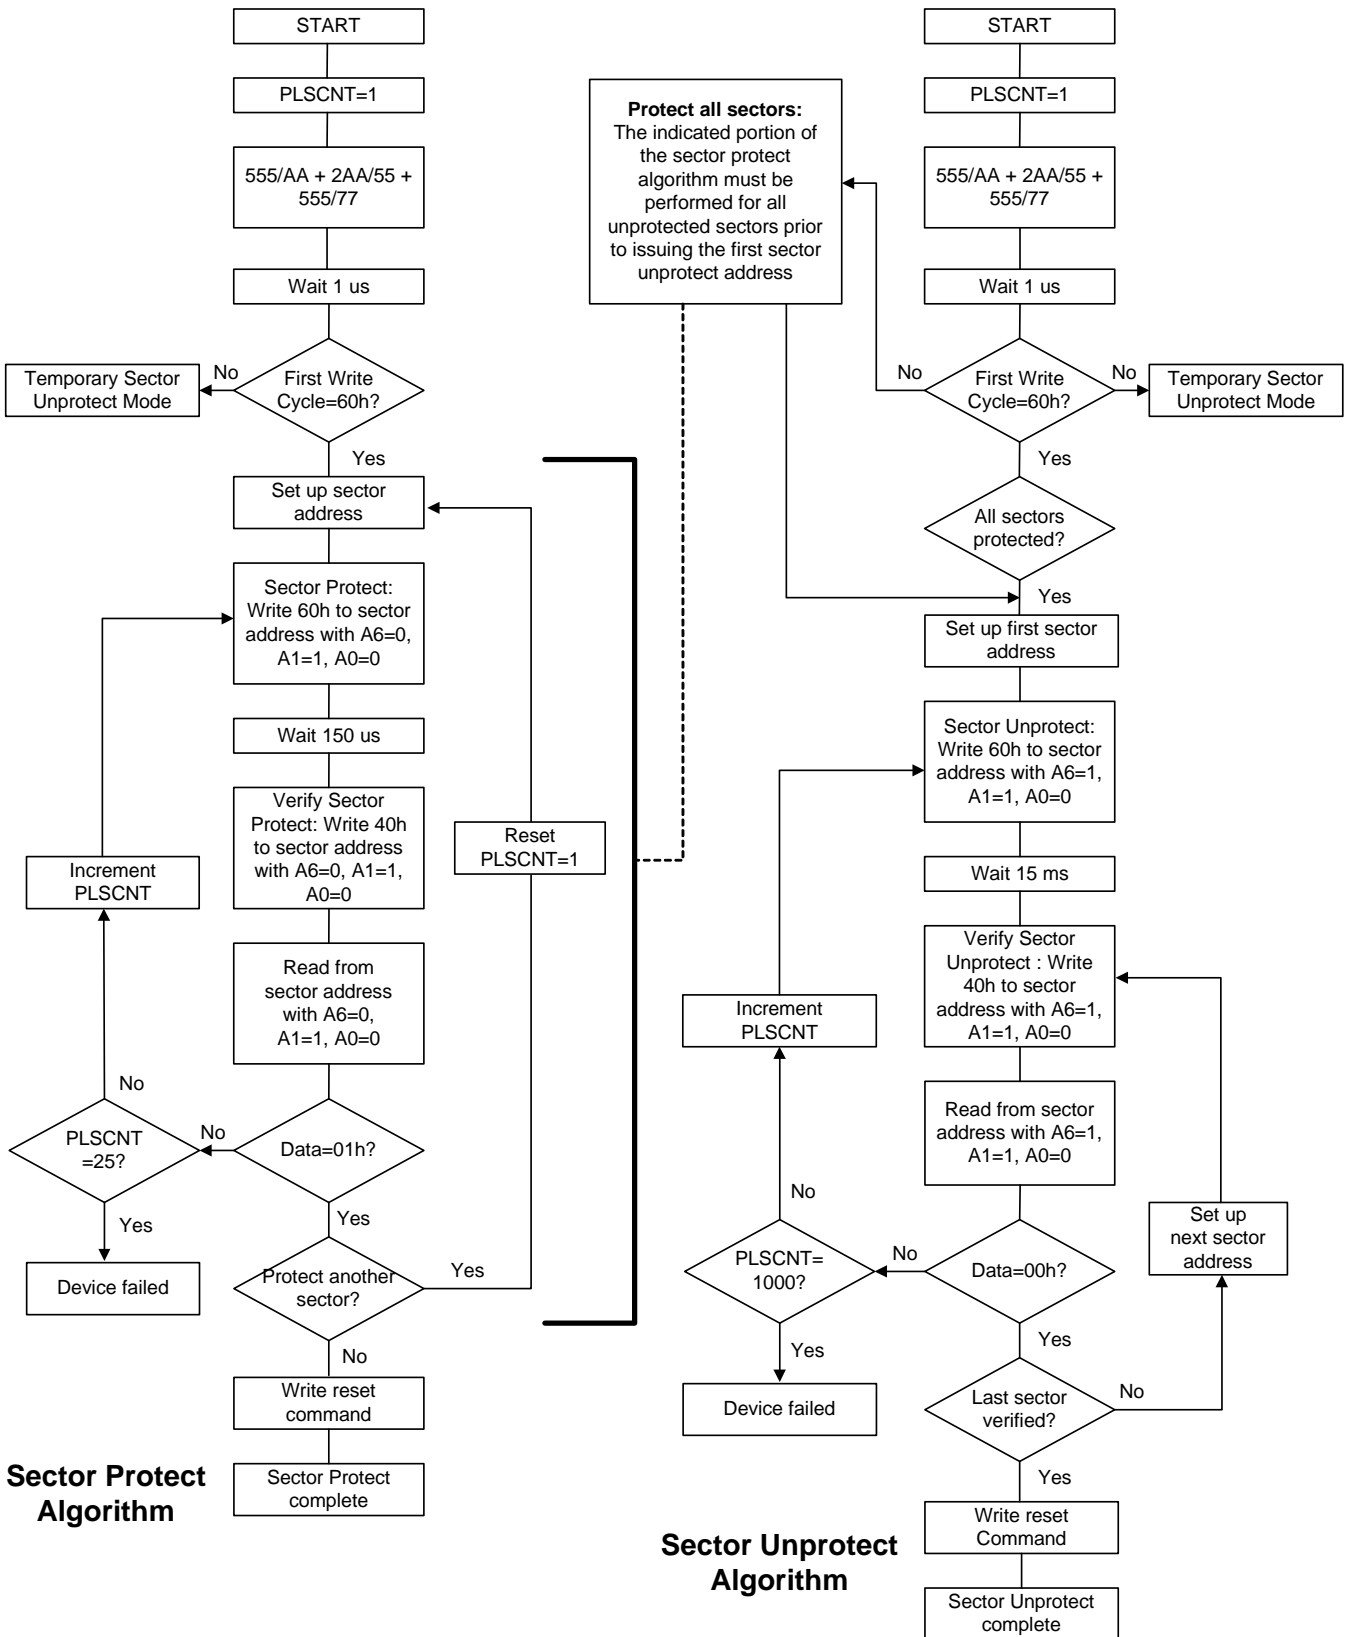 START
PLSCNT=1
555/AA + 2AA/55 +
555/77
Wait 1 us
First Write
Cycle=60h?
No
Temporary Sector
Unprotect Mode
Yes
Set up sector
address
Sector Protect:
Write 60h to sector
address with A6=0,
A1=1, A0=0
Wait 150 us
Verify Sector
Protect: Write 40h
to sector address
with A6=0, A1=1,
A0=0
Reset
PLSCNT=1
Increment
PLSCNT
Read from
sector address
with A6=0,
A1=1, A0=0
No
PLSCNT
=25?
No
Data=01h?
Yes
Yes
Device failed
Protect another
sector?
Yes
No
Write reset
command
Sector Protect
complete
Sector Protect
Algorithm
Protect all sectors:
The indicated portion of
the sector protect
algorithm must be
performed for all
unprotected sectors prior
to issuing the first sector
unprotect address
START
PLSCNT=1
555/AA + 2AA/55 +
555/77
Wait 1 us
No
First Write
Cycle=60h?
No
Temporary Sector
Unprotect Mode
Yes
All sectors
protected?
Yes
Set up first sector
address
Sector Unprotect:
Write 60h to sector
address with A6=1,
A1=1, A0=0
Wait 15 ms
Verify Sector
Unprotect : Write
40h to sector
address with A6=1,
A1=1, A0=0
Increment
PLSCNT
Read from sector
address with A6=1,
A1=1, A0=0
No
Set up
next sector
address
PLSCNT=
1000?
No
Data=00h?
Yes
Yes
Device failed
Last sector
verified?
No
Yes
Write reset
Command
Sector Unprotect
complete
Sector Unprotect
Algorithm